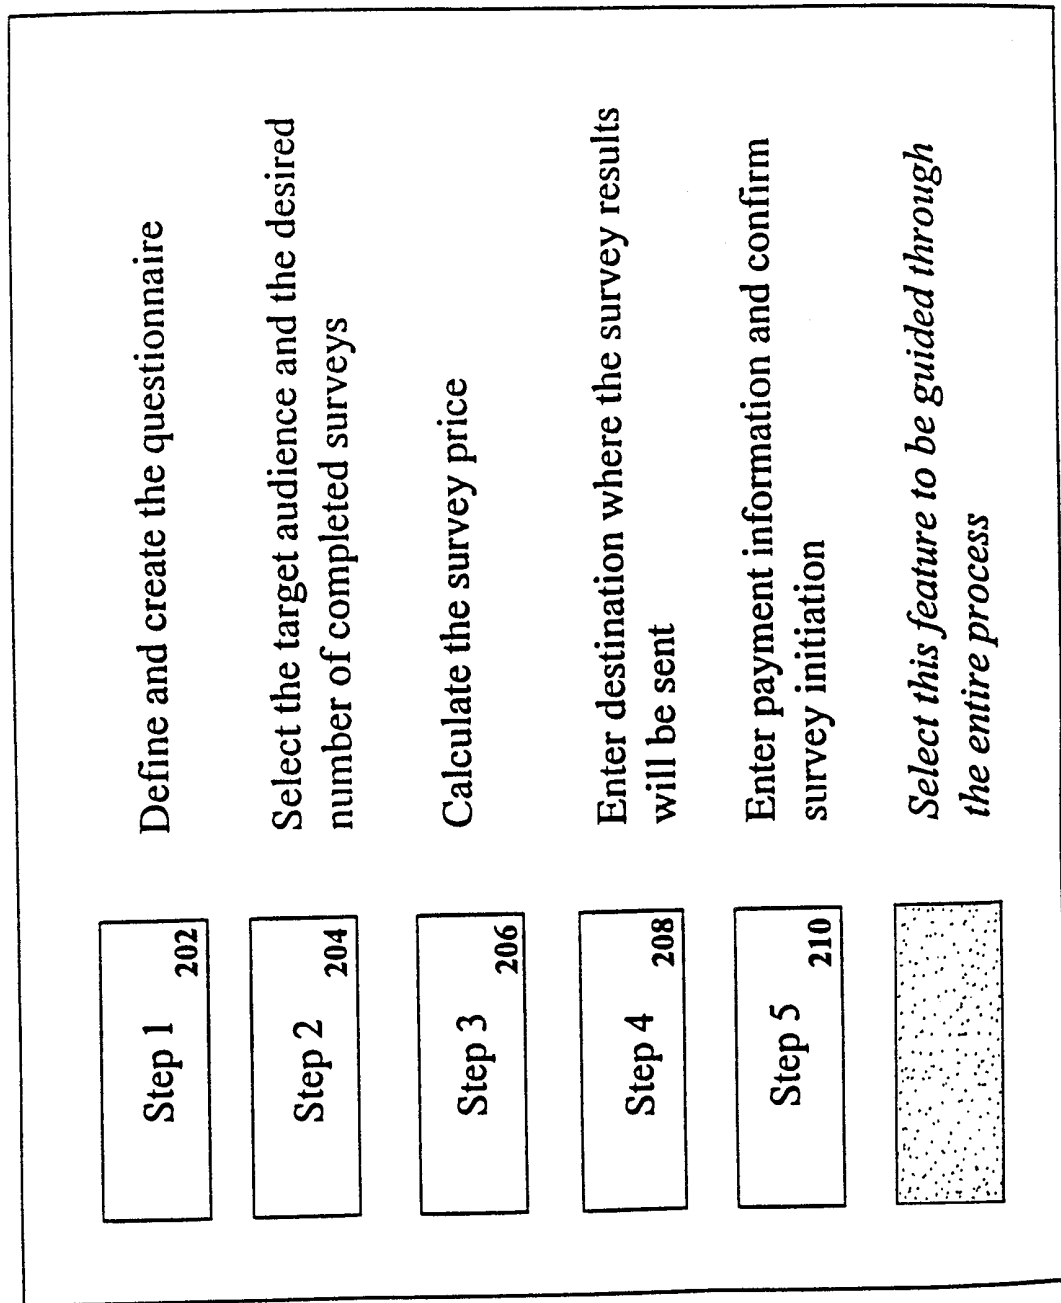 Step 1
202
Define and create the questionnaire
Step 2
204
Select the target audience and the desired
number of completed surveys
Step 3
206
Calculate the survey price
Step 4
208
Enter destination where the survey results
will be sent
Step 5
210
Enter payment information and confirm
survey initiation
Select this feature to be guided through
the entire process